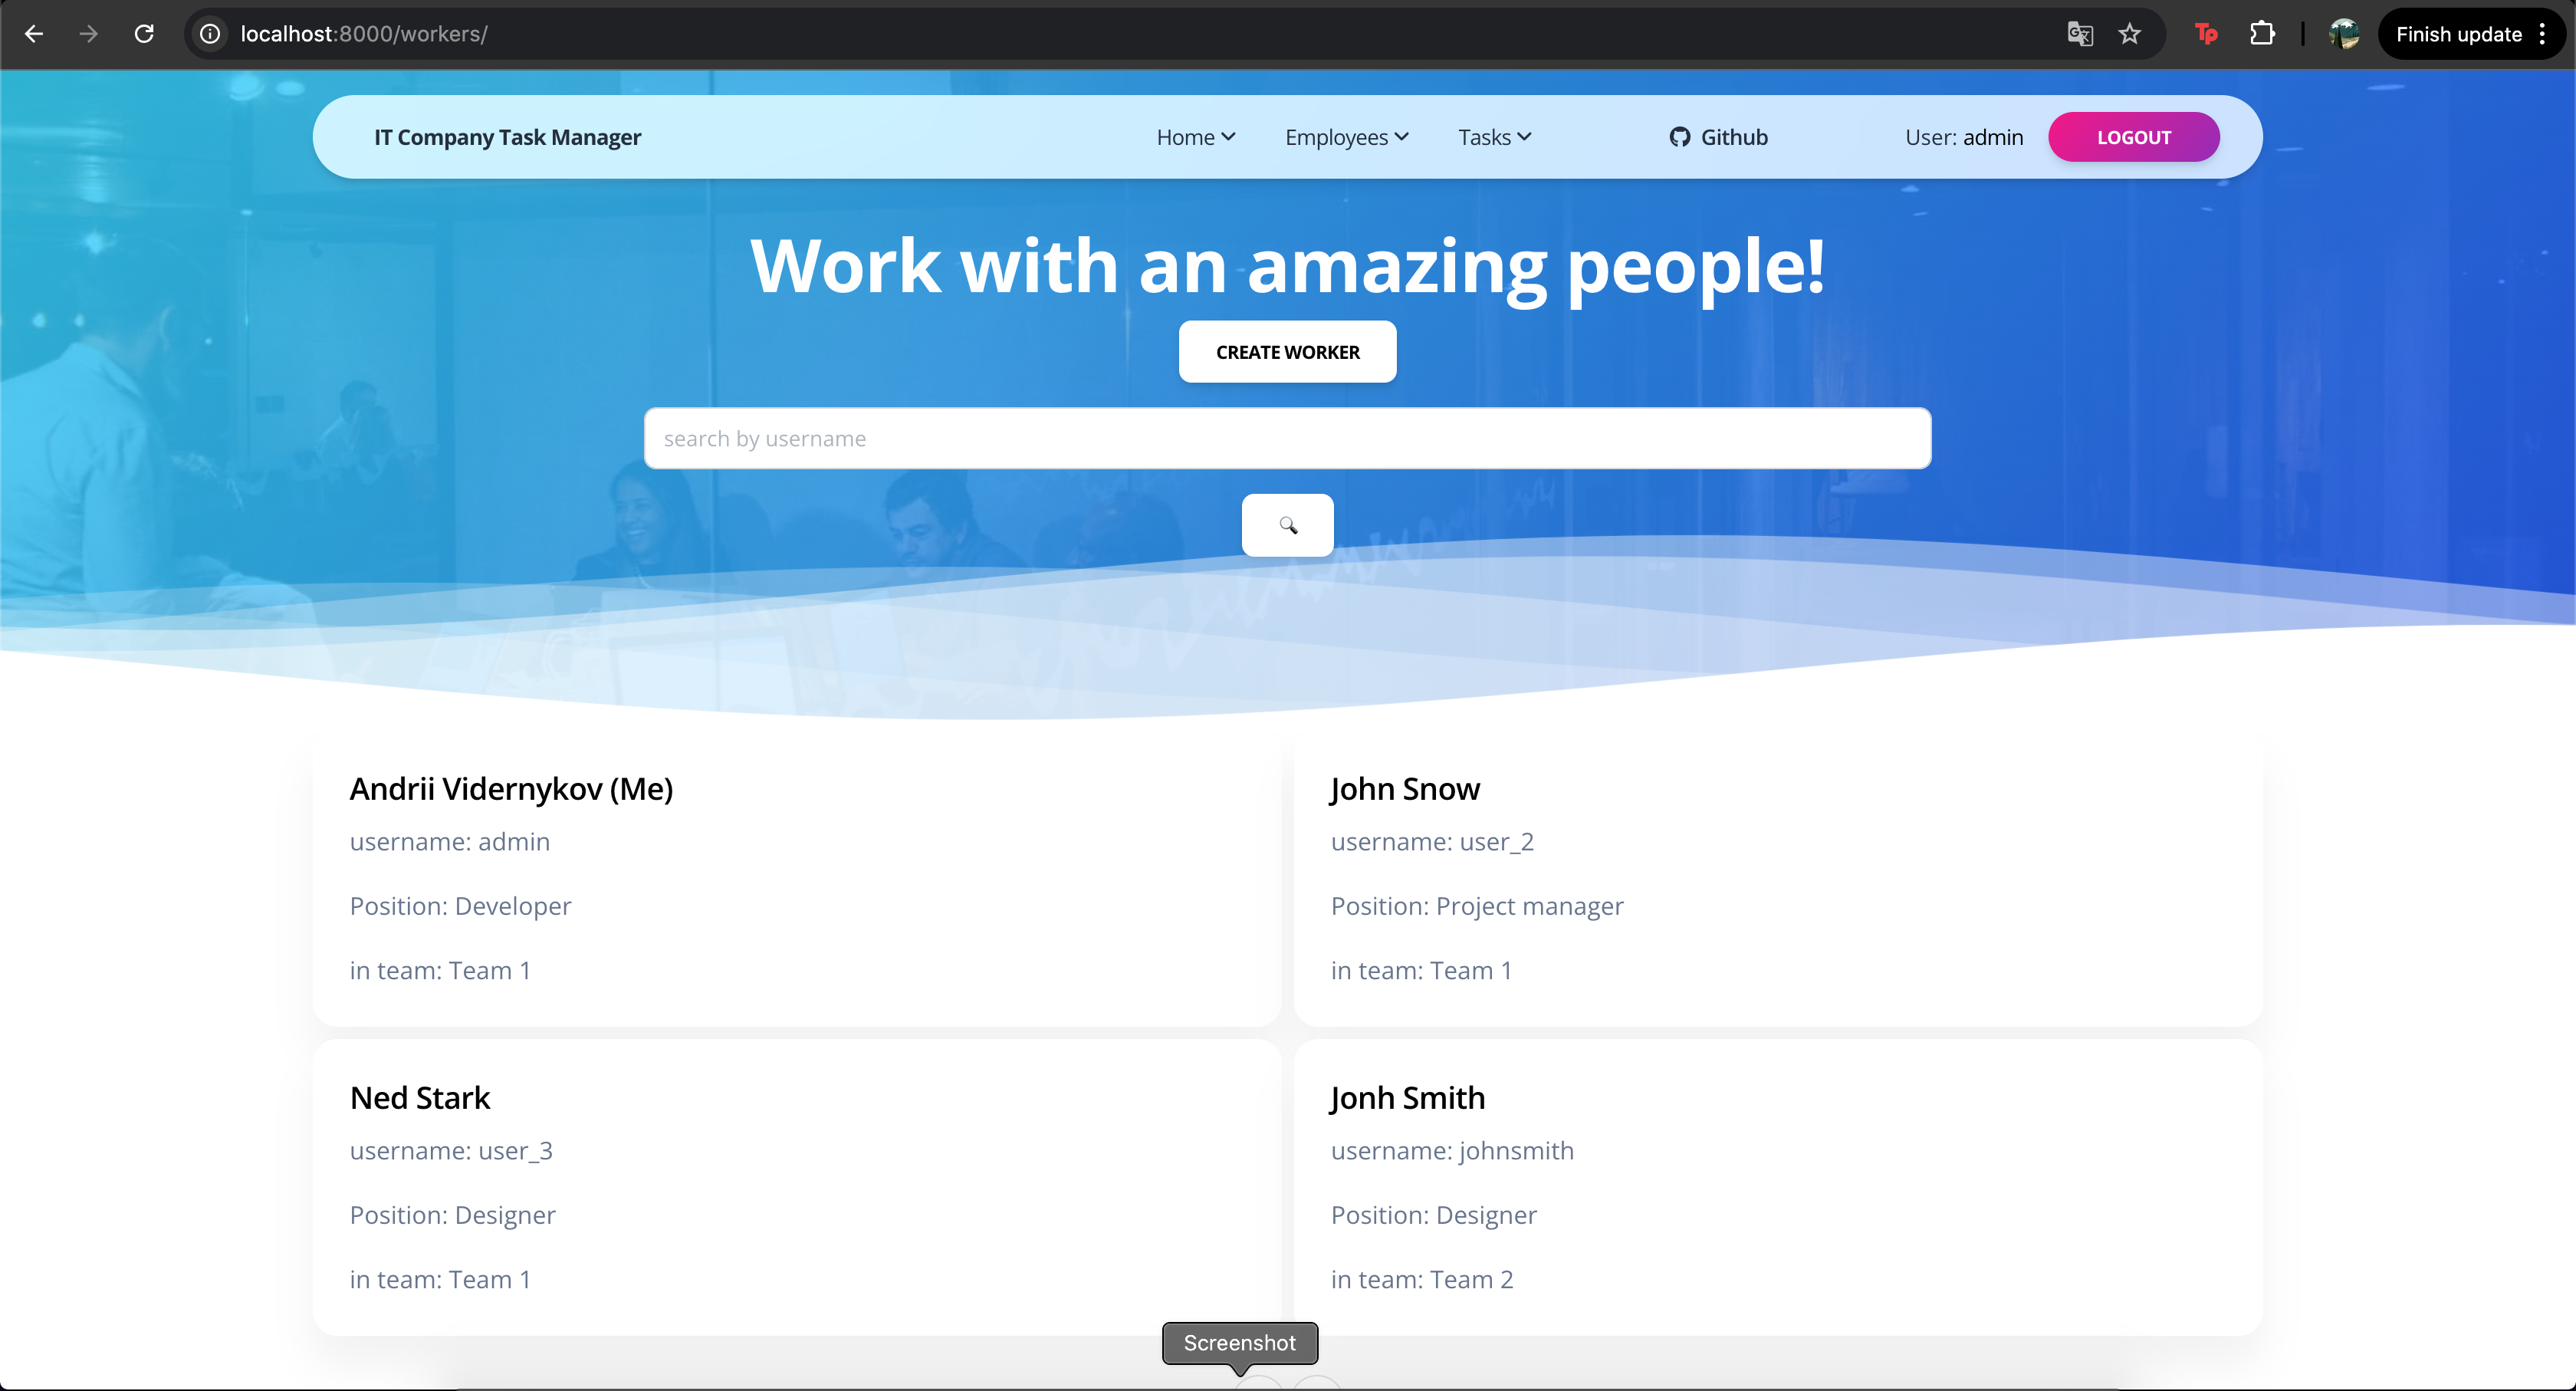 localhost:8000/workers/
Tp
Finish update
IT Company Task Manager
Home
Employees
Tasks
Github
User: admin
LOGOUT
Work with an amazing people!
CREATE WORKER
search by username
Andrii Vidernykov (Me)
username: admin
Position: Developer
in team: Team 1
John Snow
username: user_2
Position: Project manager
in team: Team 1
Ned Stark
username: user_3
Position: Designer
in team: Team 1
Jonh Smith
username: johnsmith
Position: Designer
in team: Team 2
Screenshot